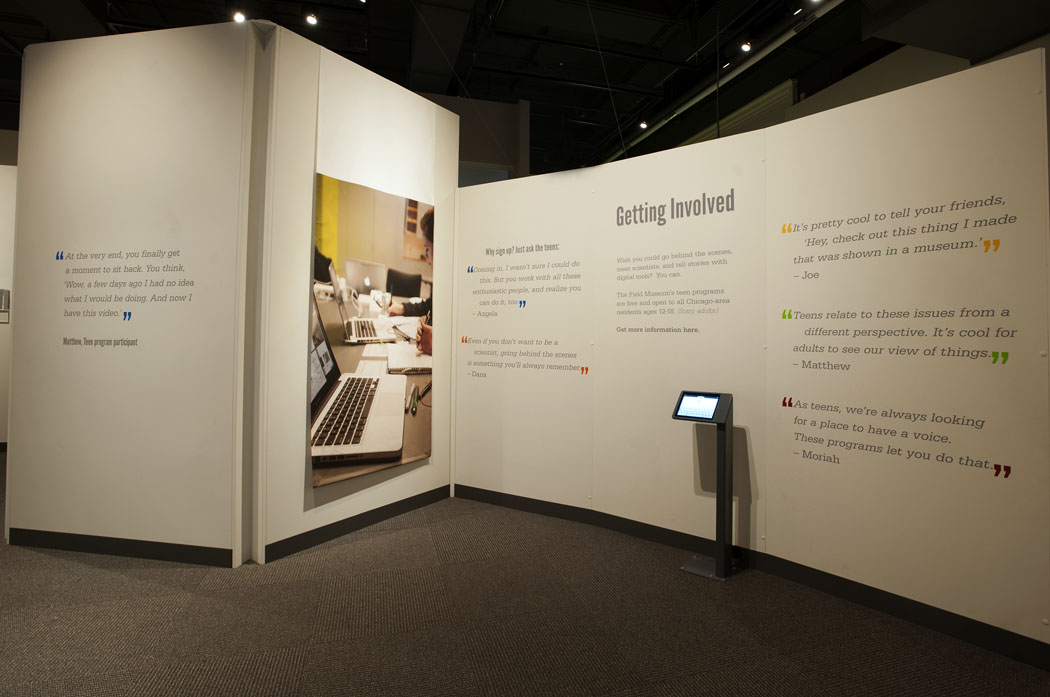 “At the very end, you finally get
a moment to sit back. You think,
‘Wow, a few days ago I had no idea
what I would be doing. And now I
have this video.’”
Matthew, Teen program participant
Why sign up? Just ask the teens:
“Coming in, I wasn't sure I could do
this. But you work with all these
enthusiastic people, and realize you
can do it, too.”
– Angela
“Even if you don't want to be a
scientist, going behind the scenes
is something you'll always remember.”
– Dana
Getting Involved
Wish you could go behind the scenes,
meet scientists, and tell stories with
digital tools? You can.
The Field Museum's teen programs
are free and open to all Chicago-area
residents ages 12-18. (Sorry, adults.)
Get more information here.
“It's pretty cool to tell your friends,
‘Hey, check out this thing I made
that was shown in a museum.’”
– Joe
“Teens relate to these issues from a
different perspective. It's cool for
adults to see our view of things.”
– Matthew
“As teens, we're always looking
for a place to have a voice.
These programs let you do that.”
– Moriah